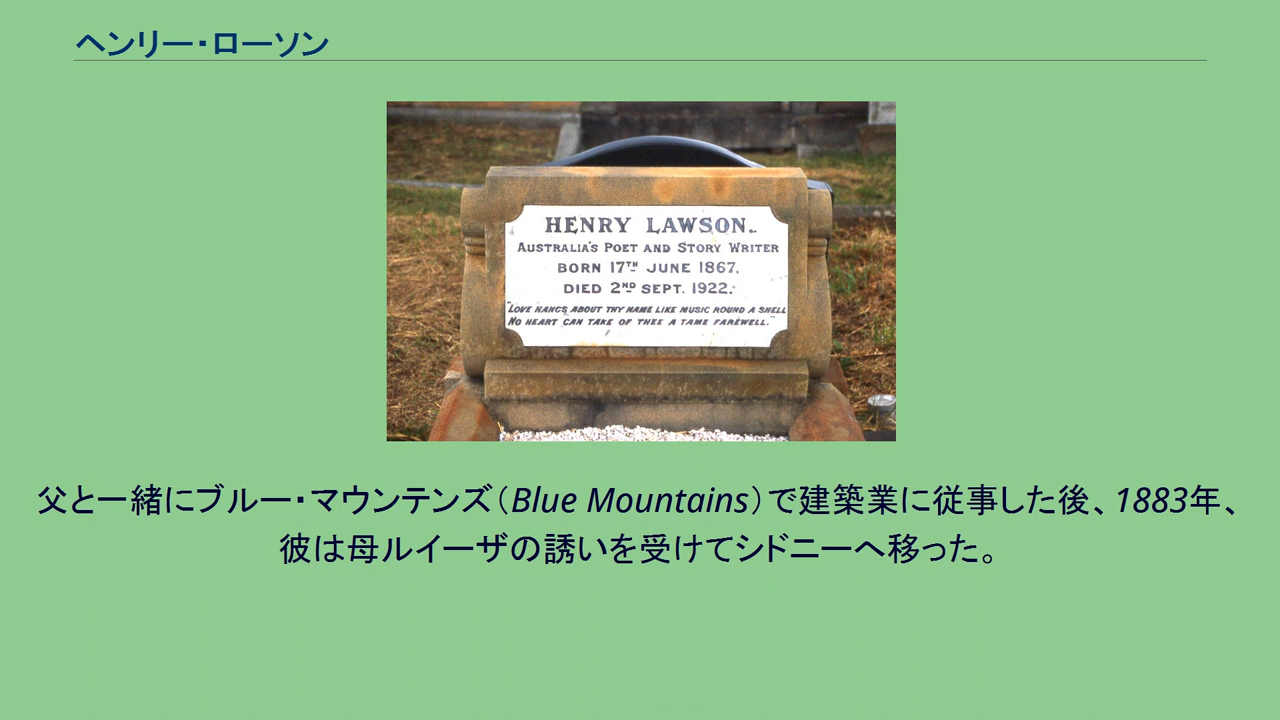 ヘンリー・ローソン
HENRY LAWSON.
AUSTRALIA'S POET AND STORY WRITER
BORN 17TH JUNE 1867.
DIED 2ND SEPT. 1922.
"LOVE HANGS ABOUT THY NAME LIKE MUSIC ROUND A SHELL
NO HEART CAN TAKE OF THEE A TAME FAREWELL."
父と一緒にブルー・マウンテンズ（Blue Mountains）で建築業に従事した後、1883年、
彼は母ルイーザの誘いを受けてシドニーへ移った。